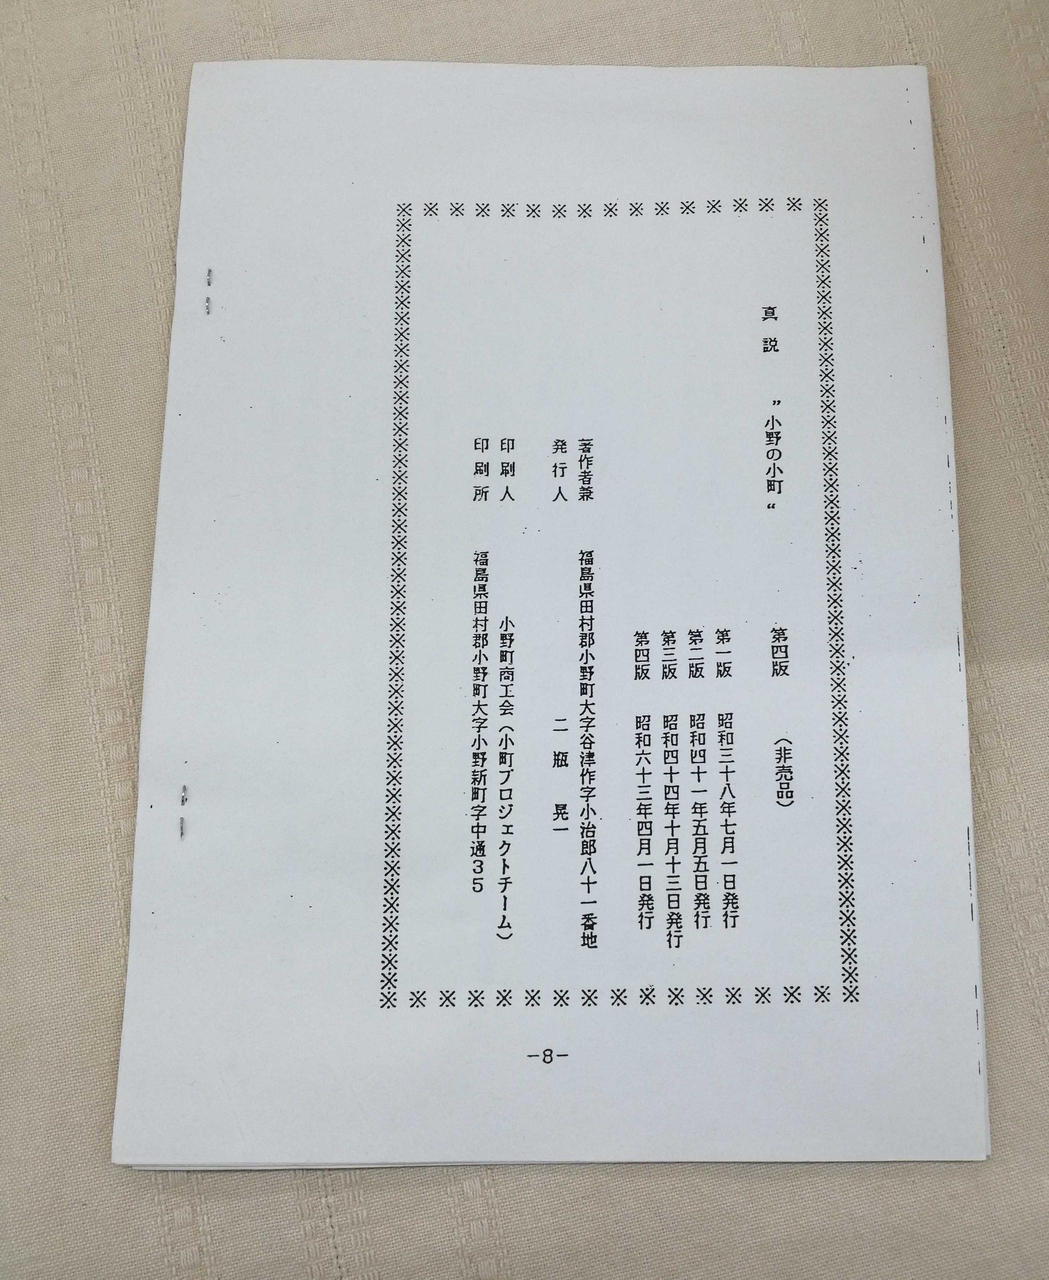 真説 〟小野の小町〝 第四版 (非売品)
第一版 昭和三十八年七月一日発行
第二版 昭和四十一年五月五日発行
第三版 昭和四十四年十月十三日発行
第四版 昭和六十三年四月一日発行
著作者兼 福島県田村郡小野町大字谷津作字小治郎八十一番地
発行人 二瓶晃一
印刷人 小野町商工会(小町プロジェクトチーム)
印刷所 福島県田村郡小野町大字小野新町字中通35
-8-